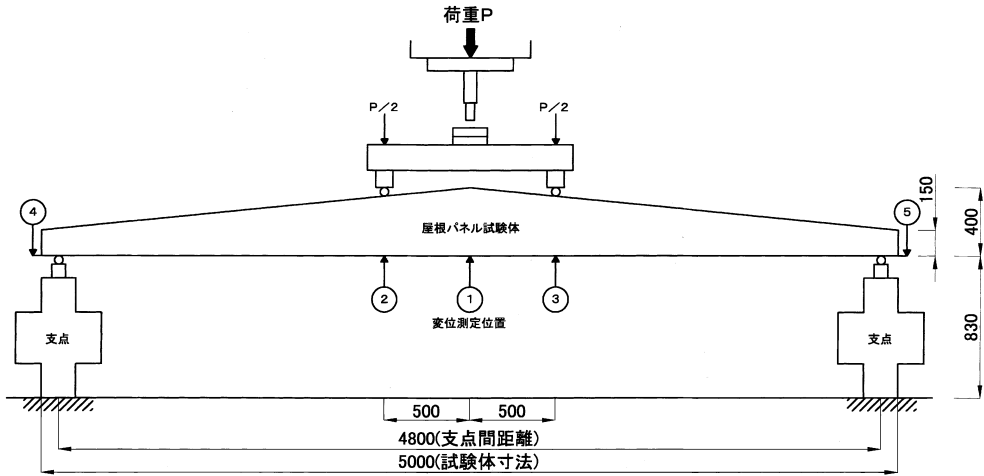 荷重P
P/2
P/2
150
400
④
⑤
屋根パネル試験体
②
①
③
変位測定位置
支点
支点
830
500
500
4800(支点間距離)
5000(試験体寸法)